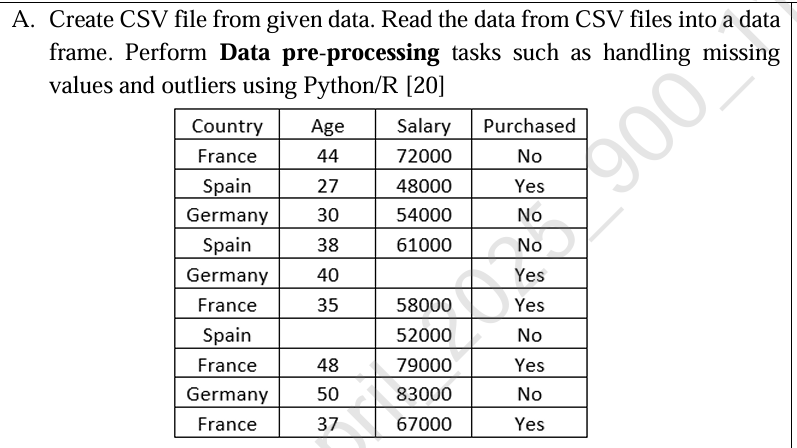 A. Create CSV file from given data. Read the data from CSV files into a data
frame. Perform Data pre-processing tasks such as handling missing
values and outliers using Python/R [20]
Country Age Salary Purchased
France 44 72000 No
Spain 27 48000 Yes
Germany 30 54000 No
Spain 38 61000 No
Germany 40 Yes
France 35 58000 Yes
Spain 52000 No
France 48 79000 Yes
Germany 50 83000 No
France 37 67000 Yes
pril_2025_900_1